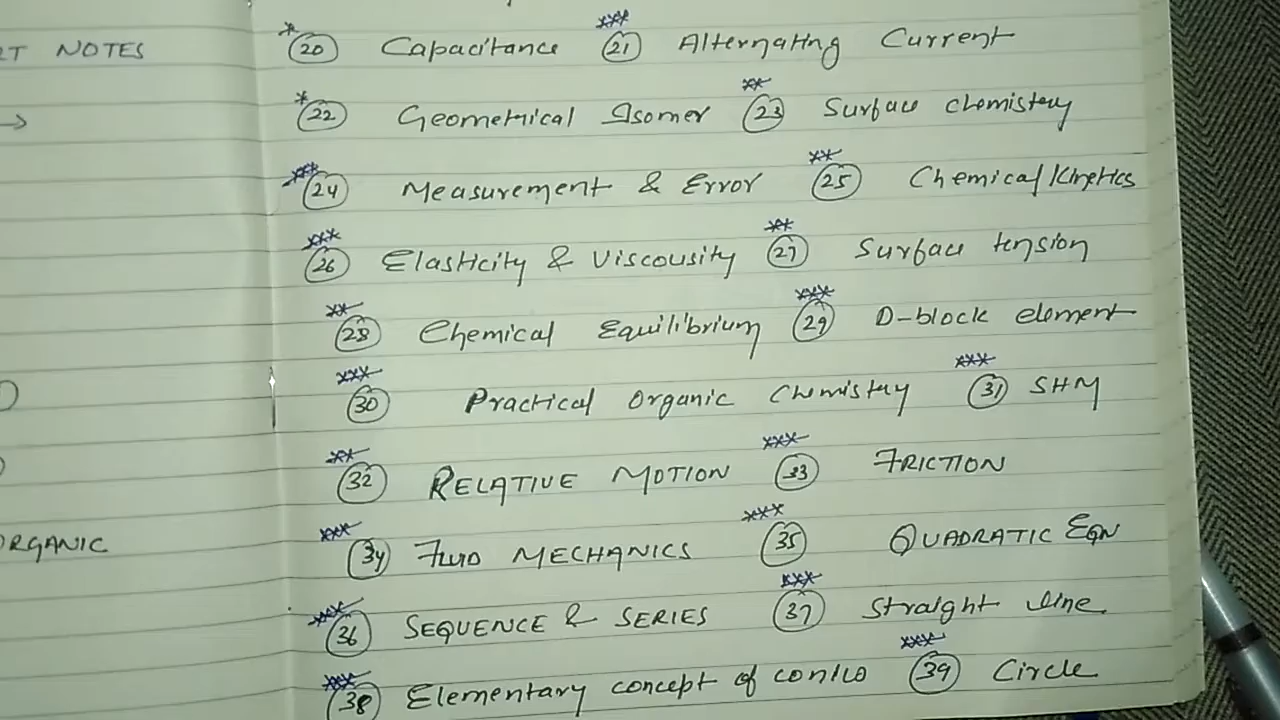 RT NOTES
→
ORGANIC
* 20 Capacitance *** 21 Alternating Current
* 22 Geometrical Isomer ** 23 Surface chemistry
*** 24 Measurement & Error ** 25 Chemical Kinetics
*** 26 Elasticity & Viscousity ** 27 Surface tension
** 28 Chemical Equilibrium *** 29 D-block element
*** 30 Practical Organic Chemistry *** 31 SHM
** 32 RELATIVE MOTION *** 33 FRICTION
*** 34 FLUID MECHANICS *** 35 QUADRATIC EQN
*** 36 SEQUENCE & SERIES *** 37 Straight line
*** 38 Elementary concept of conics *** 39 Circle